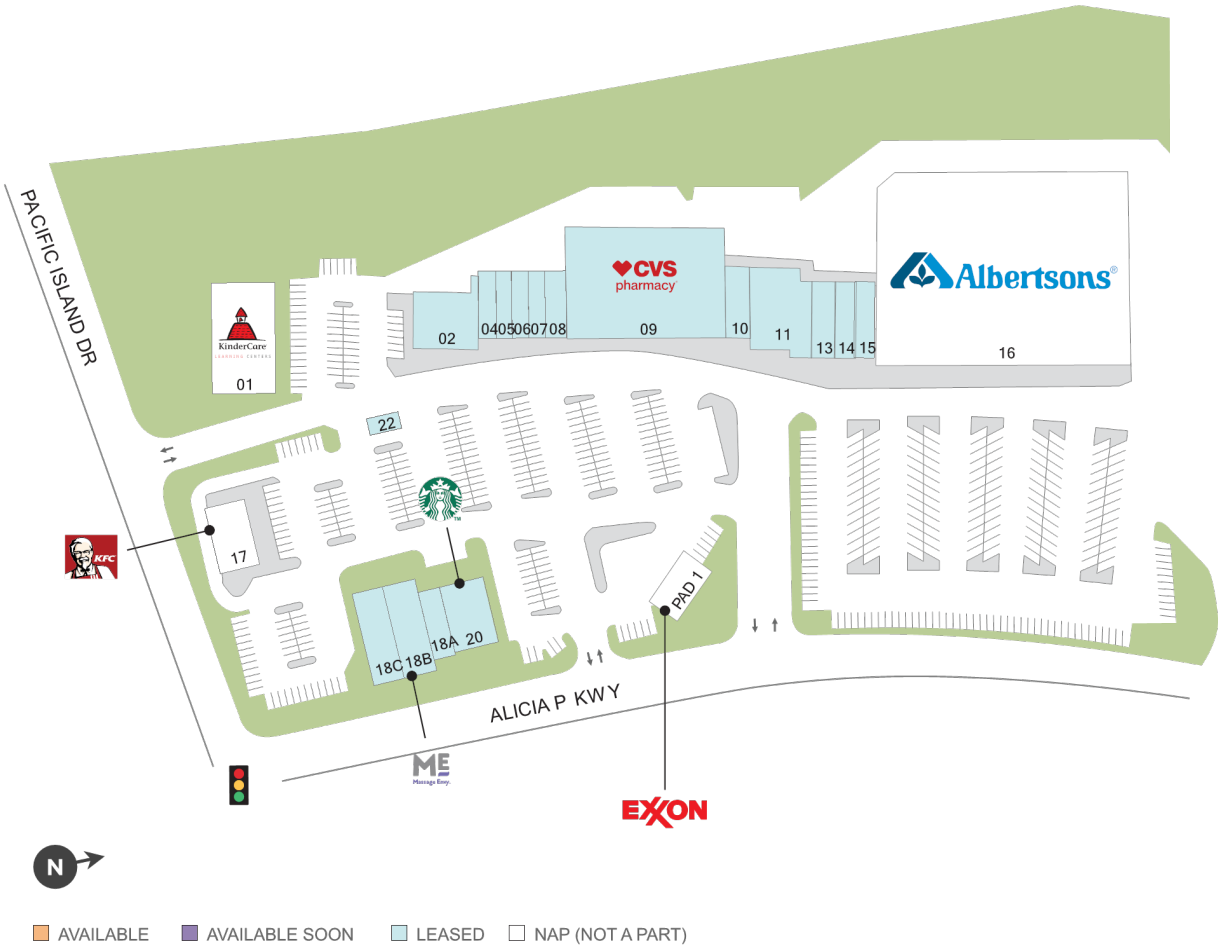 PACIFIC ISLAND DR
KinderCare
LEARNING CENTERS
01
02
04
05
06
07
08
CVS
pharmacy
09
10
11
13
14
15
Albertsons®
16
22
TM
KFC
17
18C
18B
18A
20
PAD 1
ALICIA P KWY
ME
Massage Envy.
EXXON
N
AVAILABLE
AVAILABLE SOON
LEASED
NAP (NOT A PART)